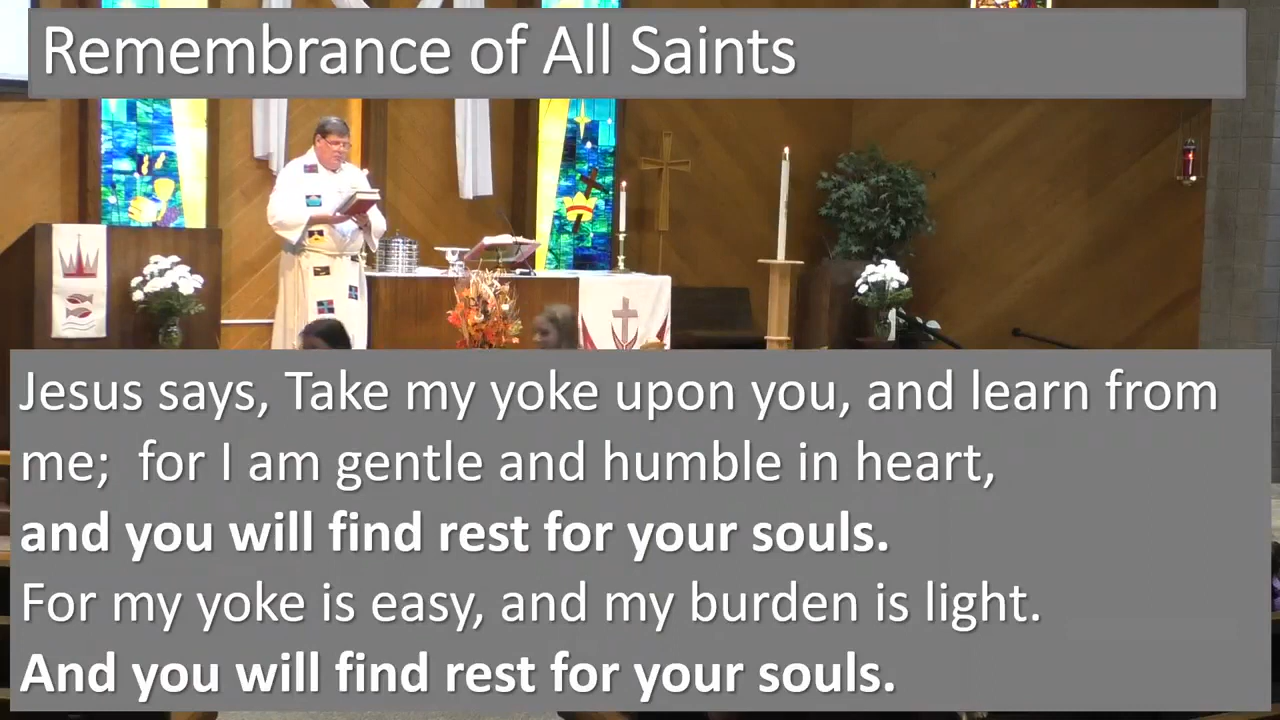 Remembrance of All Saints
Jesus says, Take my yoke upon you, and learn from
me;  for I am gentle and humble in heart,
and you will find rest for your souls.
For my yoke is easy, and my burden is light.
And you will find rest for your souls.